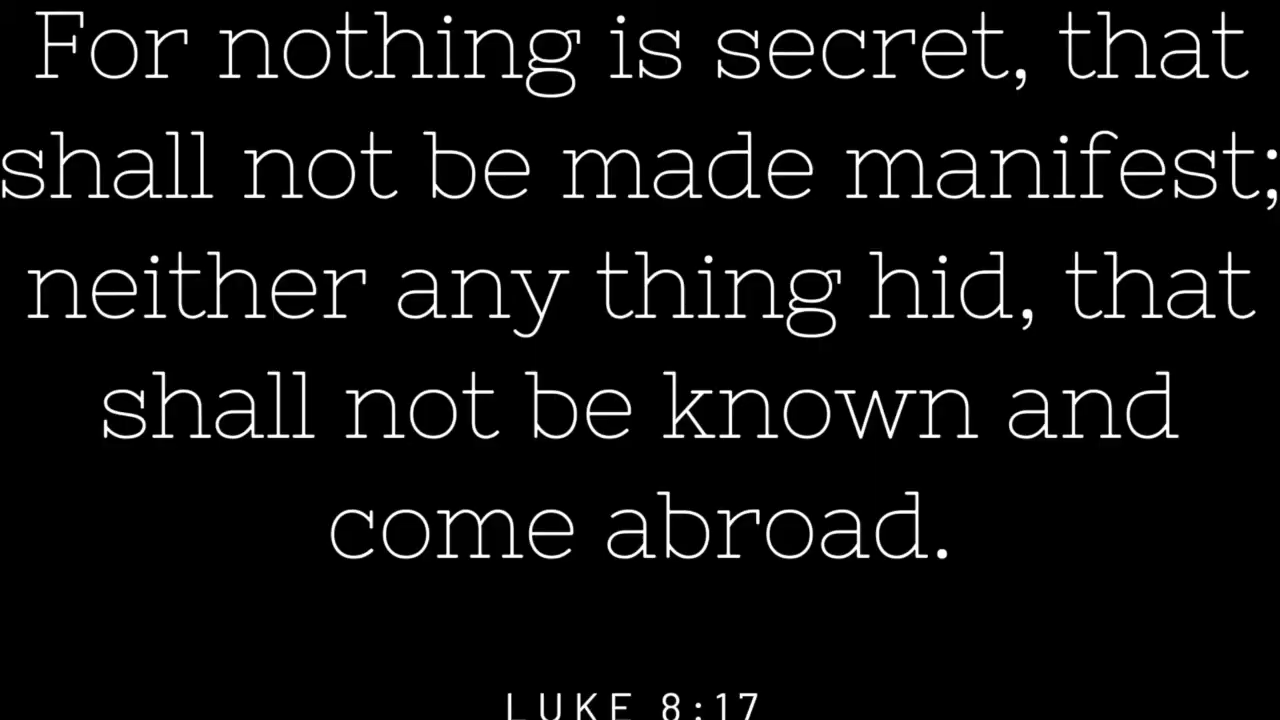 For nothing is secret, that
shall not be made manifest;
neither any thing hid, that
shall not be known and
come abroad.
LUKE 8:17